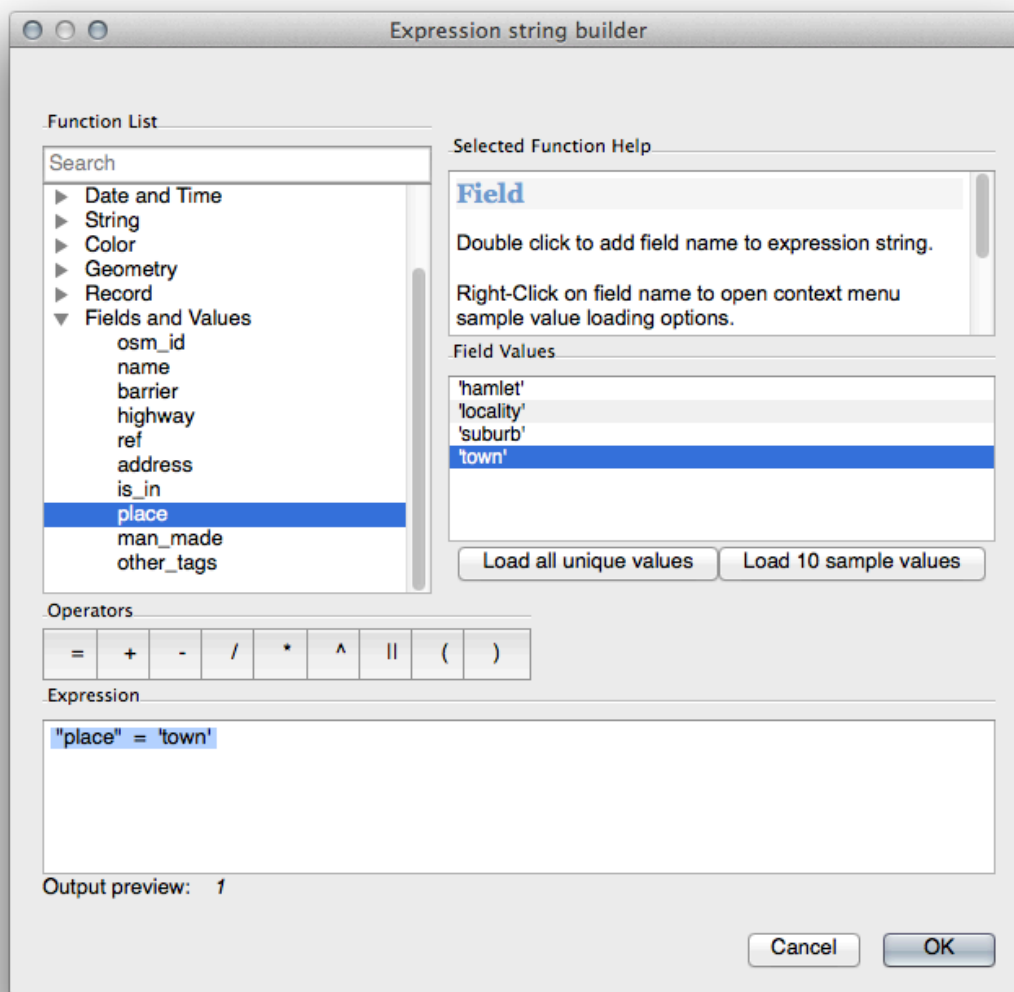 Expression string builder
Function List
Search
Date and Time
String
Color
Geometry
Record
Fields and Values
osm_id
name
barrier
highway
ref
address
is_in
place
man_made
other_tags
Selected Function Help
Field
Double click to add field name to expression string.
Right-Click on field name to open context menu
sample value loading options.
Field Values
'hamlet'
'locality'
'suburb'
'town'
Load all unique values Load 10 sample values
Operators
= + - / * ^ || ( )
Expression
"place" = 'town'
Output preview: 1
Cancel OK